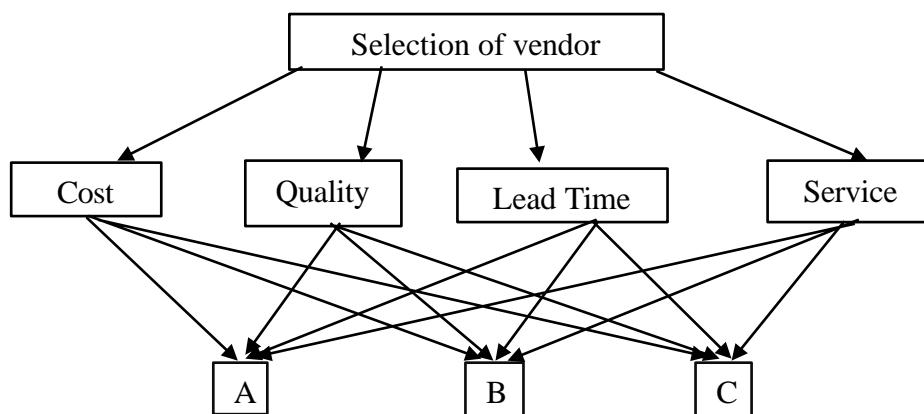 Selection of vendor
Cost
Quality
Lead Time
Service
A
B
C